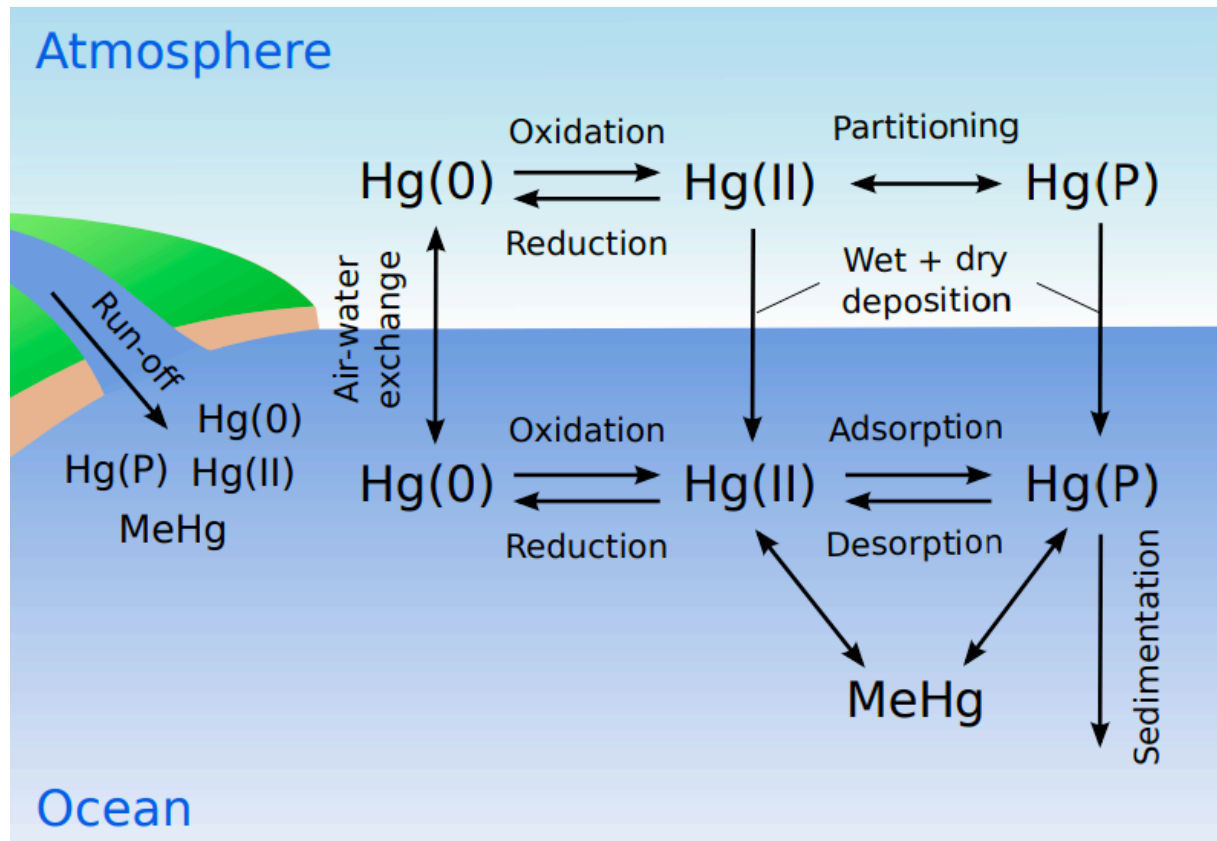 Atmosphere
Oxidation
Partitioning
Hg(0)
Hg(II)
Hg(P)
Reduction
Wet + dry
deposition
Air-water
exchange
Run-off
Hg(0)
Hg(P)
Hg(II)
MeHg
Oxidation
Adsorption
Hg(0)
Hg(II)
Hg(P)
Reduction
Desorption
Sedimentation
MeHg
Ocean